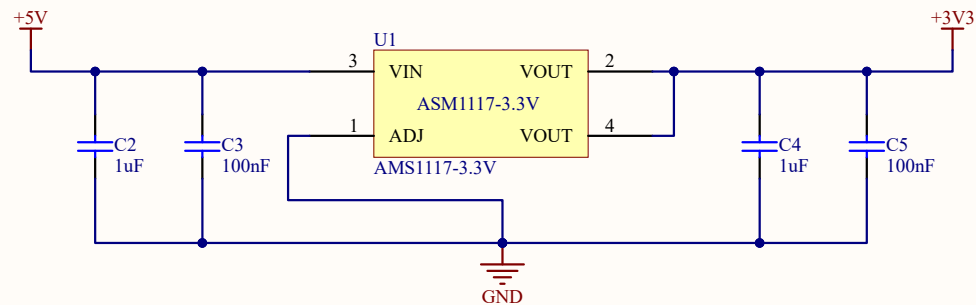 +5V
+3V3
U1
3
VIN
VOUT
2
ASM1117-3.3V
1
ADJ
VOUT
4
AMS1117-3.3V
C2
1uF
C3
100nF
C4
1uF
C5
100nF
GND